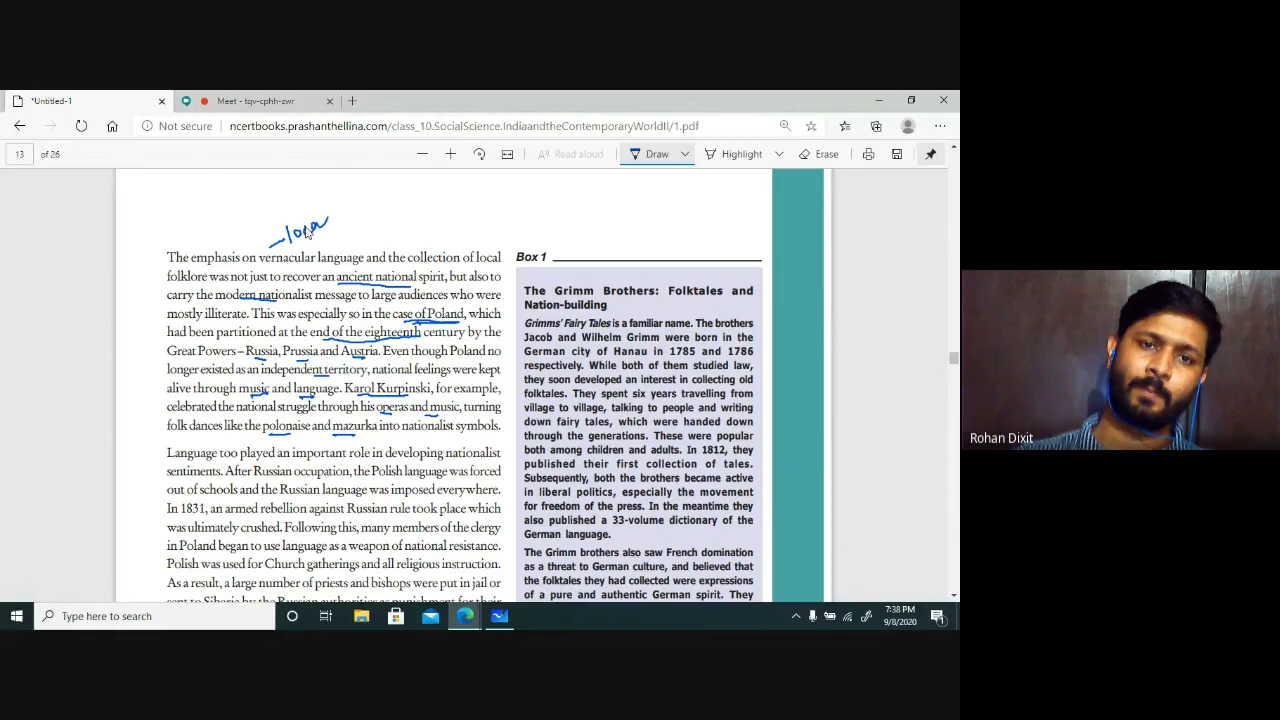 *Untitled-1
Meet - tqv-cphh-zwr
Not secure ncertbooks.prashanthellina.com/class_10.SocialScience.IndiaandtheContemporaryWorldII/1.pdf
13 of 26 Read aloud Draw Highlight Erase
The emphasis on vernacular language and the collection of local
folklore was not just to recover an ancient national spirit, but also to
carry the modern nationalist message to large audiences who were
mostly illiterate. This was especially so in the case of Poland, which
had been partitioned at the end of the eighteenth century by the
Great Powers – Russia, Prussia and Austria. Even though Poland no
longer existed as an independent territory, national feelings were kept
alive through music and language. Karol Kurpinski, for example,
celebrated the national struggle through his operas and music, turning
folk dances like the polonaise and mazurka into nationalist symbols.
Language too played an important role in developing nationalist
sentiments. After Russian occupation, the Polish language was forced
out of schools and the Russian language was imposed everywhere.
In 1831, an armed rebellion against Russian rule took place which
was ultimately crushed. Following this, many members of the clergy
in Poland began to use language as a weapon of national resistance.
Polish was used for Church gatherings and all religious instruction.
As a result, a large number of priests and bishops were put in jail or
sent to Siberia by the Russian authorities as punishment for their
Box 1
The Grimm Brothers: Folktales and
Nation-building
Grimms' Fairy Tales is a familiar name. The brothers
Jacob and Wilhelm Grimm were born in the
German city of Hanau in 1785 and 1786
respectively. While both of them studied law,
they soon developed an interest in collecting old
folktales. They spent six years travelling from
village to village, talking to people and writing
down fairy tales, which were handed down
through the generations. These were popular
both among children and adults. In 1812, they
published their first collection of tales.
Subsequently, both the brothers became active
in liberal politics, especially the movement
for freedom of the press. In the meantime they
also published a 33-volume dictionary of the
German language.
The Grimm brothers also saw French domination
as a threat to German culture, and believed that
the folktales they had collected were expressions
of a pure and authentic German spirit. They
Rohan Dixit
Type here to search
7:38 PM
9/8/2020
1